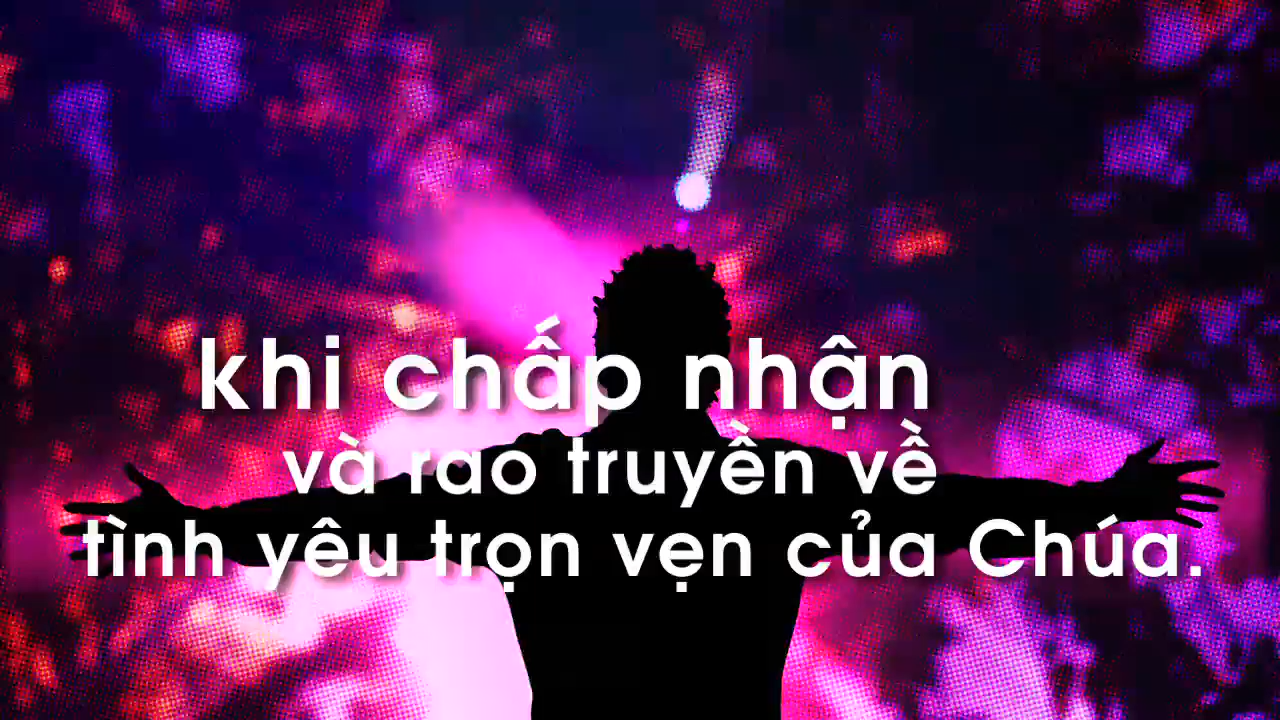 khi chấp nhận
và rao truyền về
tình yêu trọn vẹn của Chúa.